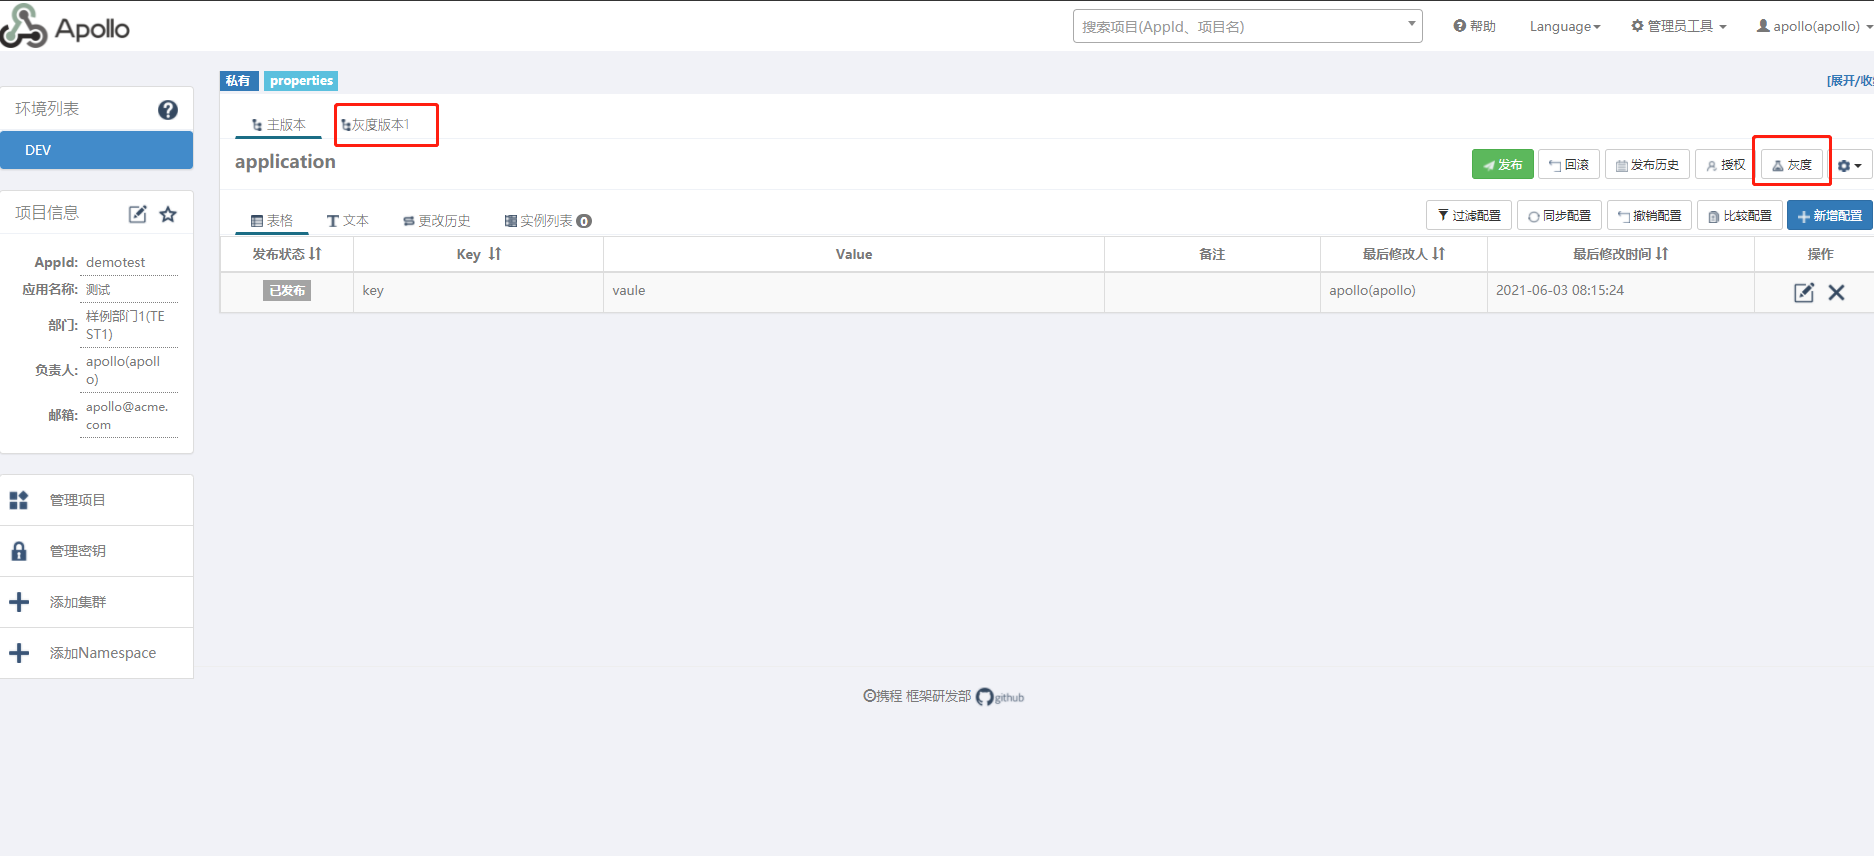 Apollo
搜索项目(AppId、项目名)
帮助
Language
管理员工具
apollo(apollo)
私有 properties
[展开/收
环境列表
DEV
主版本
灰度版本1
application
发布 回滚 发布历史 授权 灰度
项目信息
表格 文本 更改历史 实例列表 0
过滤配置 同步配置 撤销配置 比较配置 新增配置
发布状态 Key Value 备注 最后修改人 最后修改时间 操作
已发布 key vaule apollo(apollo) 2021-06-03 08:15:24
AppId: demotest
应用名称: 测试
部门: 样例部门1(TE
ST1)
负责人: apollo(apoll
o)
邮箱: apollo@acme.
com
管理项目
管理密钥
添加集群
添加Namespace
©携程 框架研发部 github